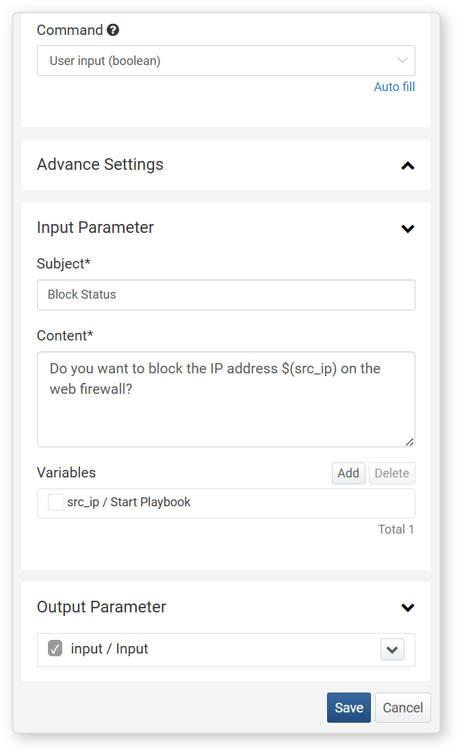 Command ?
User input (boolean)
Auto fill
Advance Settings
Input Parameter
Subject*
Block Status
Content*
Do you want to block the IP address $(src_ip) on the
web firewall?
Variables Add Delete
src_ip / Start Playbook
Total 1
Output Parameter
input / Input
Save Cancel